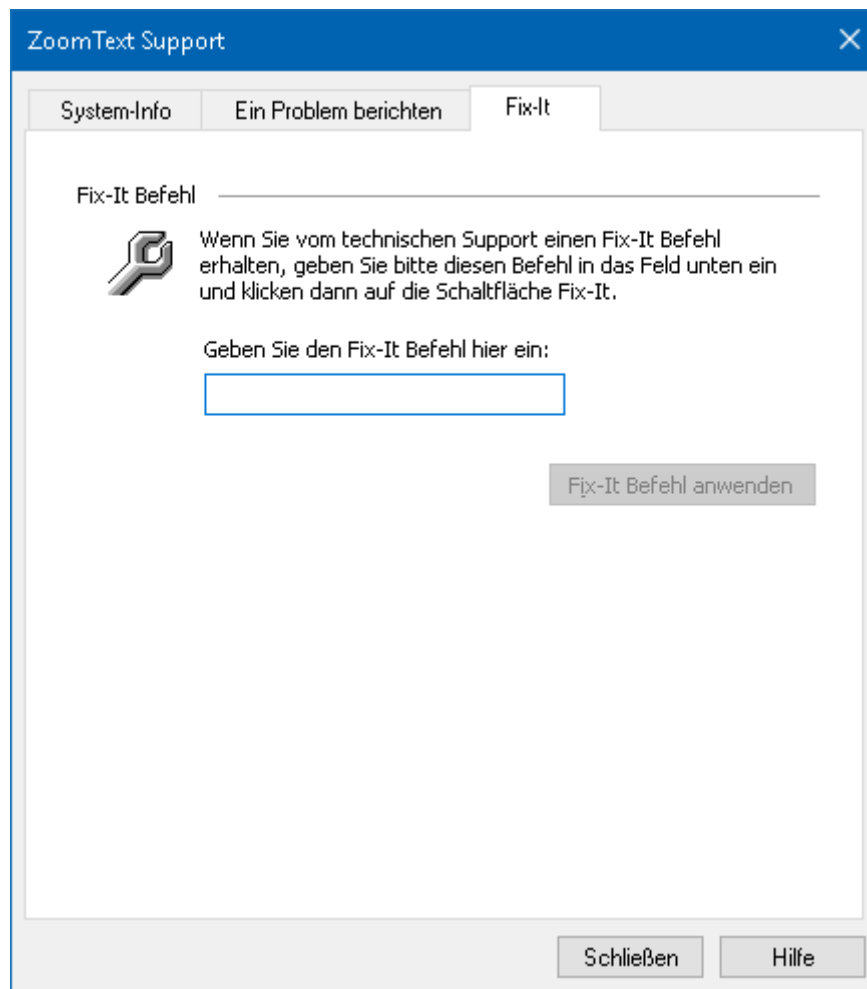 ZoomText Support
System-Info
Ein Problem berichten
Fix-It
Fix-It Befehl
Wenn Sie vom technischen Support einen Fix-It Befehl
erhalten, geben Sie bitte diesen Befehl in das Feld unten ein
und klicken dann auf die Schaltfläche Fix-It.
Geben Sie den Fix-It Befehl hier ein:
Fix-It Befehl anwenden
Schließen
Hilfe